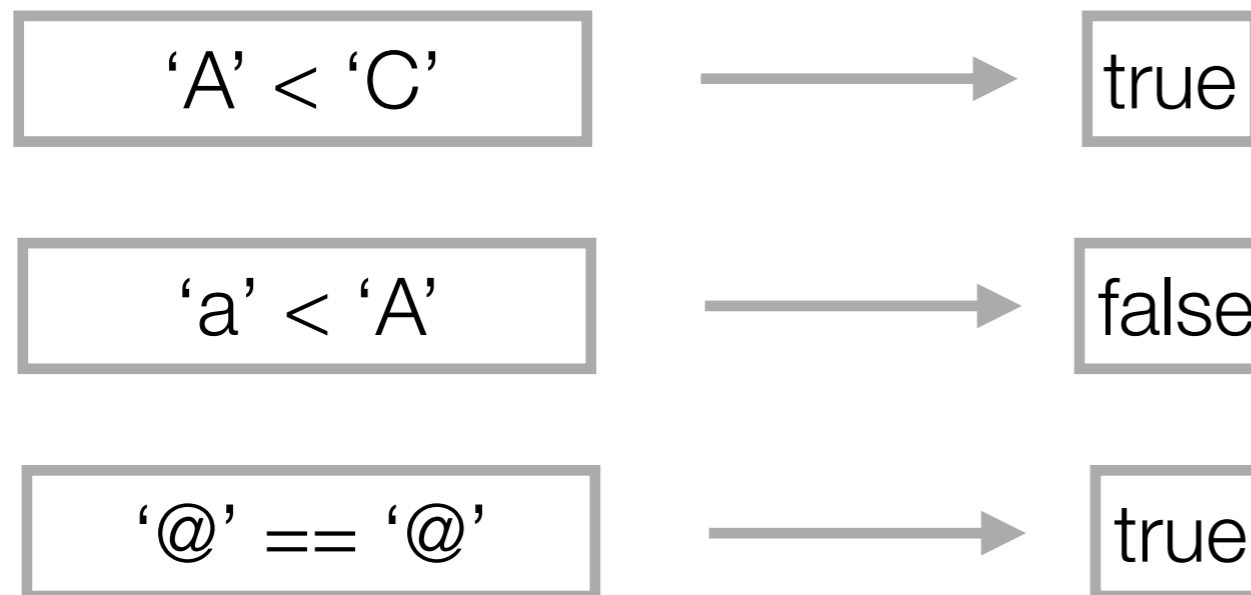 ‘A’ < ‘C’ true
‘a’ < ‘A’ false
‘@’ == ‘@’ true